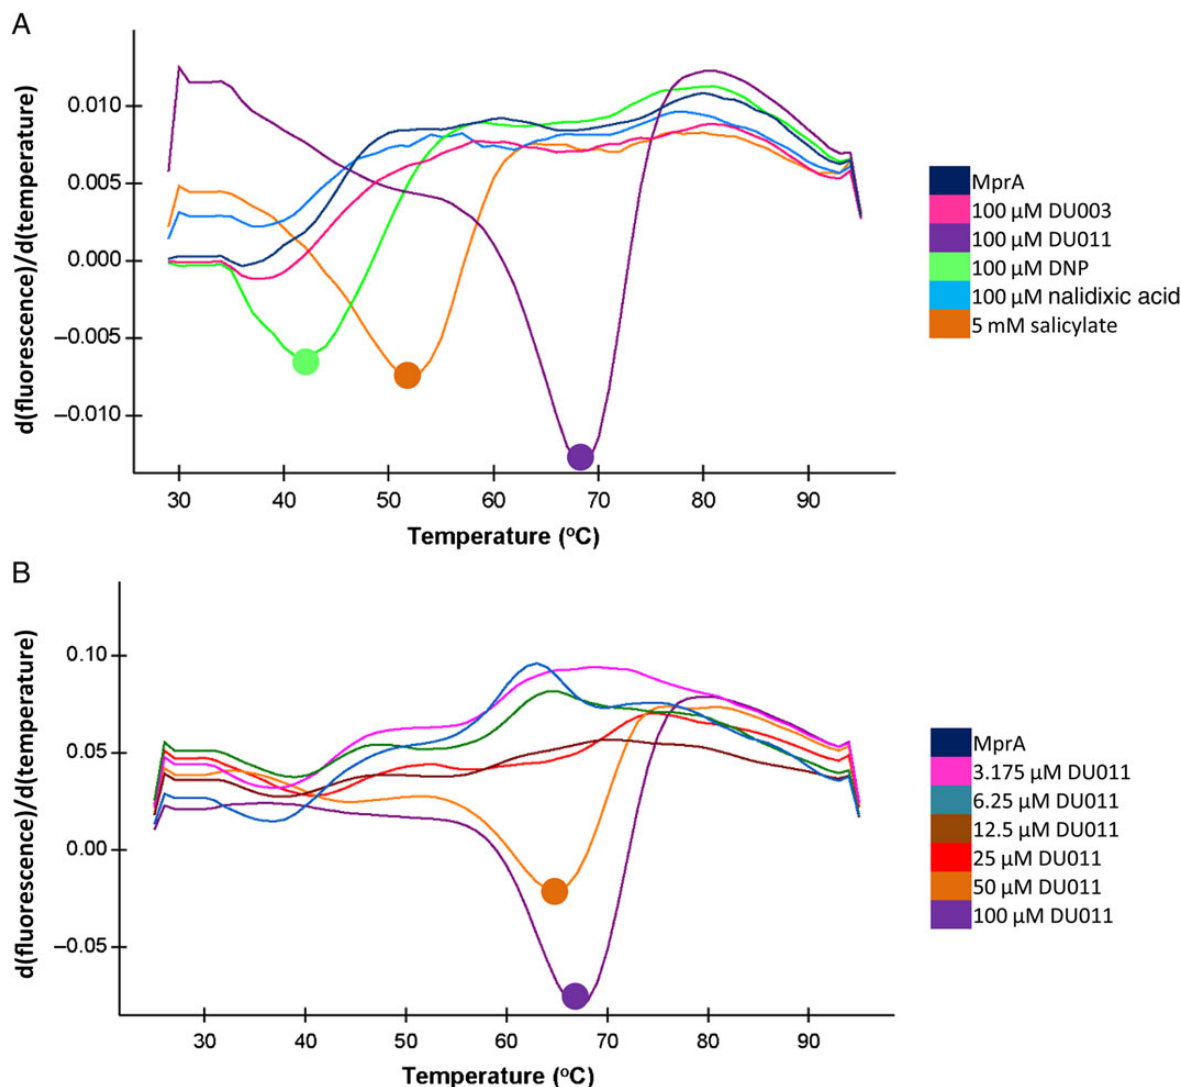 A
d(fluorescence)/d(temperature)
0.010
0.005
0.000
−0.005
−0.010
30 40 50 60 70 80 90
Temperature (ºC)
MprA
100 µM DU003
100 µM DU011
100 µM DNP
100 µM nalidixic acid
5 mM salicylate
B
d(fluorescence)/d(temperature)
0.10
0.05
0.00
−0.05
30 40 50 60 70 80 90
Temperature (ºC)
MprA
3.175 µM DU011
6.25 µM DU011
12.5 µM DU011
25 µM DU011
50 µM DU011
100 µM DU011